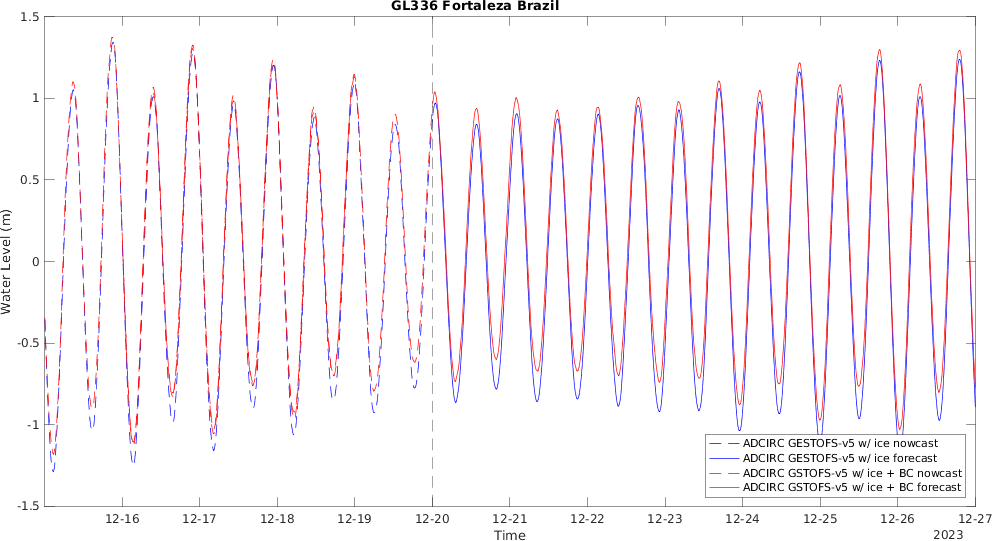 GL336 Fortaleza Brazil
1.5
1
0.5
0
-0.5
-1
-1.5
Water Level (m)
12-16 12-17 12-18 12-19 12-20 12-21 12-22 12-23 12-24 12-25 12-26 12-27
Time
2023
ADCIRC GESTOFS-v5 w/ ice nowcast
ADCIRC GESTOFS-v5 w/ ice forecast
ADCIRC GSTOFS-v5 w/ ice + BC nowcast
ADCIRC GSTOFS-v5 w/ ice + BC forecast